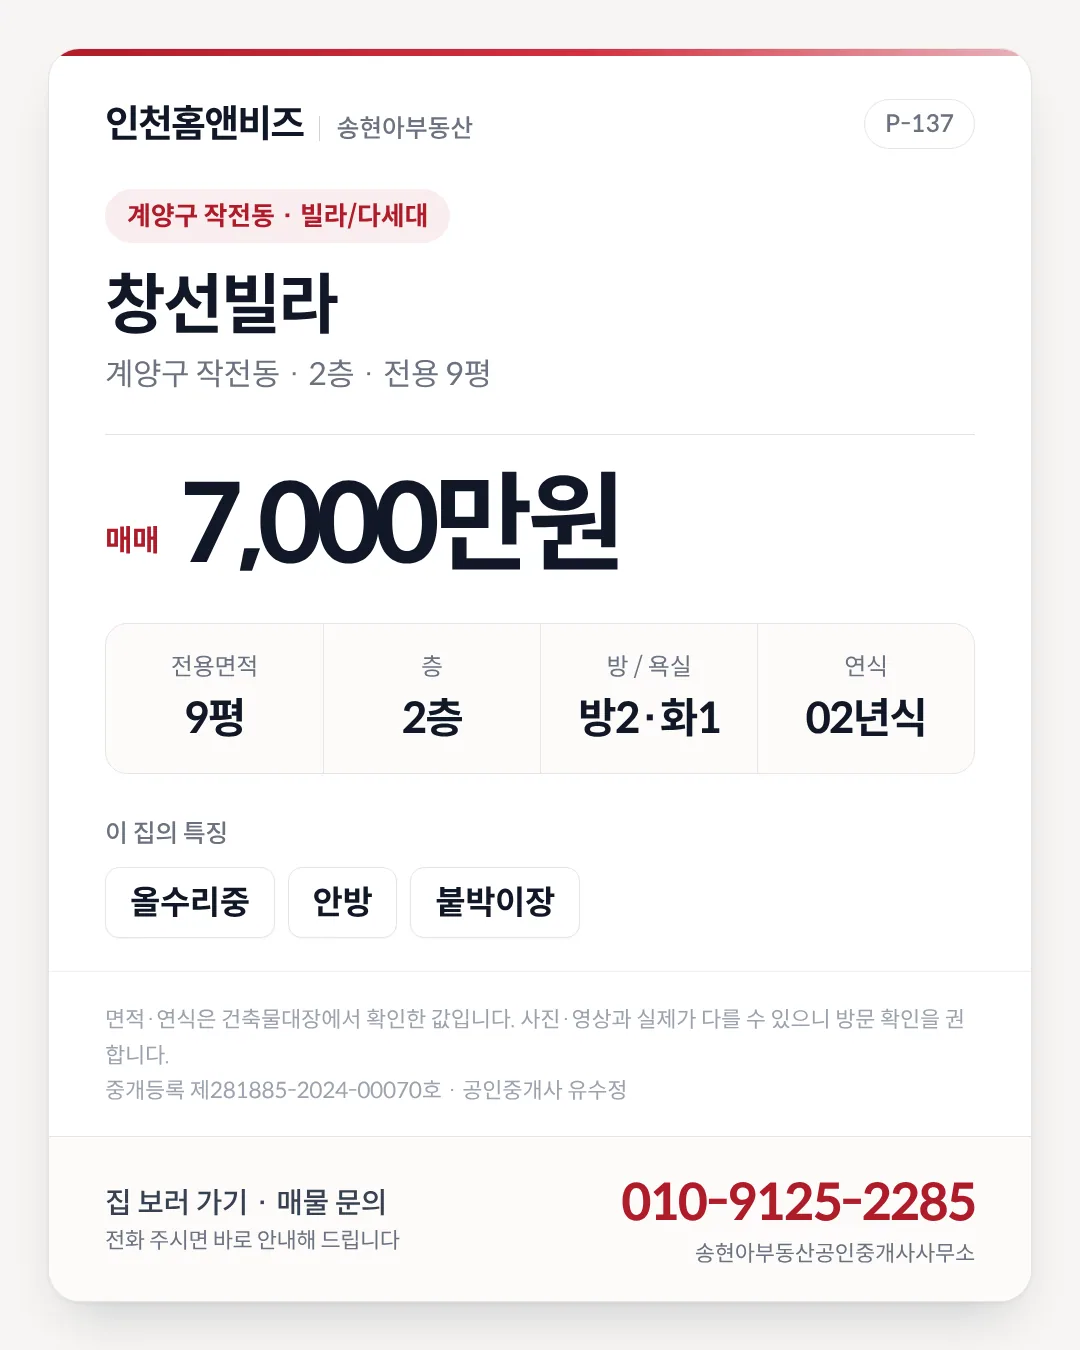 인천홈앤비즈 | 송현아부동산
P-137
계양구 작전동 · 빌라/다세대
창선빌라
계양구 작전동 · 2층 · 전용 9평
매매 7,000만원
전용면적
9평
층
2층
방 / 욕실
방2·화1
연식
02년식
이 집의 특징
올수리중
안방
붙박이장
면적·연식은 건축물대장에서 확인한 값입니다. 사진·영상과 실제가 다를 수 있으니 방문 확인을 권
합니다.
중개등록 제281885-2024-00070호 · 공인중개사 유수정
집 보러 가기 · 매물 문의
전화 주시면 바로 안내해 드립니다
010-9125-2285
송현아부동산공인중개사사무소